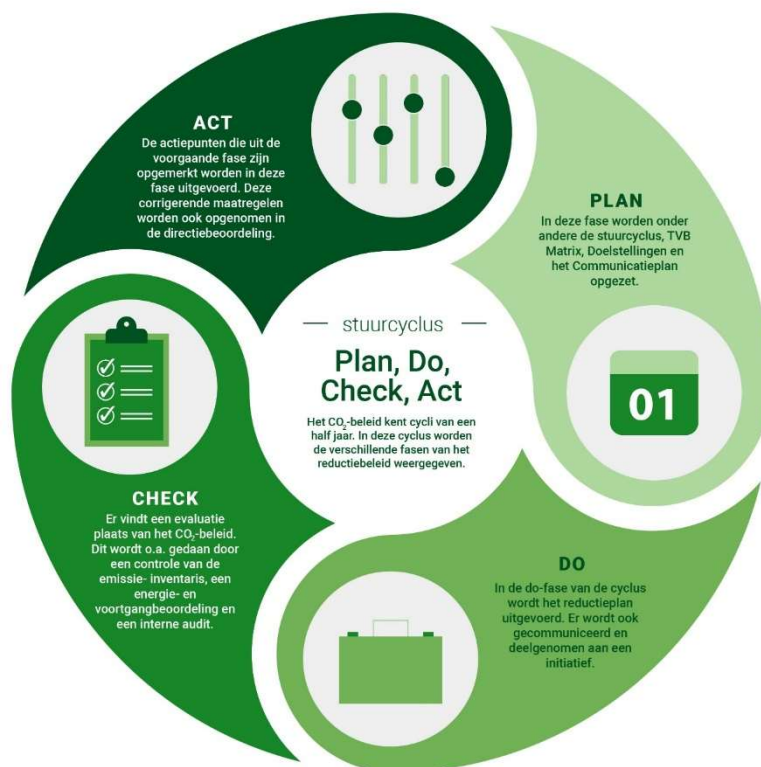 stuurcyclus
Plan, Do,
Check, Act
Het CO₂-beleid kent cycli van een
half jaar. In deze cyclus worden
de verschillende fasen van het
reductiebeleid weergegeven.
PLAN
In deze fase worden onder
andere de stuurcyclus, TVB
Matrix, Doelstellingen en
het Communicatieplan
opgezet.
01
DO
In de do-fase van de cyclus
wordt het reductieplan
uitgevoerd. Er wordt ook
gecommuniceerd en
deelgenomen aan een
initiatief.
CHECK
Er vindt een evaluatie
plaats van het CO₂-beleid.
Dit wordt o.a. gedaan door
een controle van de
emissie- inventaris, een
energie- en
voortgangbeoordeling en
een interne audit.
ACT
De actiepunten die uit de
voorgaande fase zijn
opgemerkt worden in deze
fase uitgevoerd. Deze
corrigerende maatregelen
worden ook opgenomen in
de directiebeoordeling.